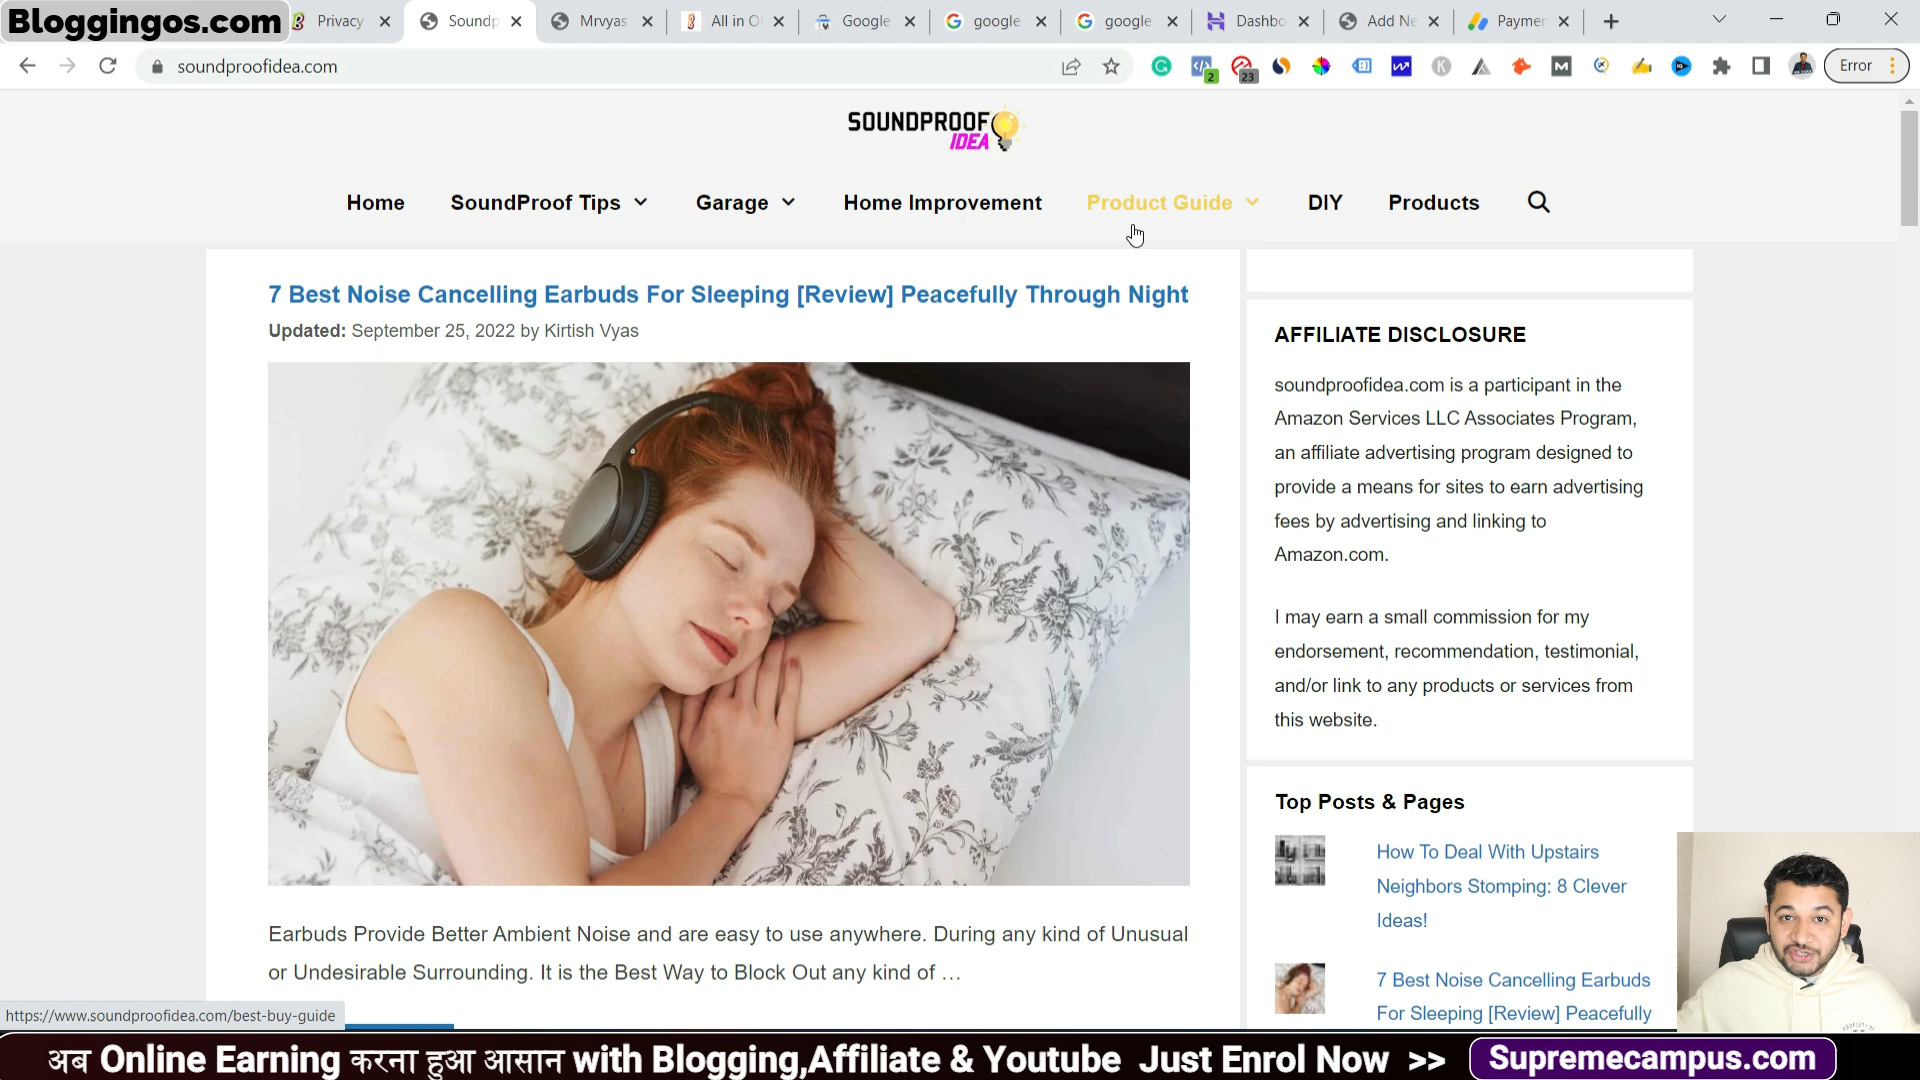 Bloggingos.com
Privacy
Soundp
Mrvyas
All in O
Google
google
google
Dashbo
Add Ne
Paymen
soundproofidea.com
2
23
Error
SOUNDPROOF
IDEA
Home
SoundProof Tips
Garage
Home Improvement
Product Guide
DIY
Products
7 Best Noise Cancelling Earbuds For Sleeping [Review] Peacefully Through Night
Updated: September 25, 2022 by Kirtish Vyas
Earbuds Provide Better Ambient Noise and are easy to use anywhere. During any kind of Unusual
or Undesirable Surrounding. It is the Best Way to Block Out any kind of …
AFFILIATE DISCLOSURE
soundproofidea.com is a participant in the
Amazon Services LLC Associates Program,
an affiliate advertising program designed to
provide a means for sites to earn advertising
fees by advertising and linking to
Amazon.com.
I may earn a small commission for my
endorsement, recommendation, testimonial,
and/or link to any products or services from
this website.
Top Posts & Pages
How To Deal With Upstairs
Neighbors Stomping: 8 Clever
Ideas!
7 Best Noise Cancelling Earbuds
For Sleeping [Review] Peacefully
https://www.soundproofidea.com/best-buy-guide
अब Online Earning करना हुआ आसान with Blogging,Affiliate & Youtube Just Enrol Now >> Supremecampus.com